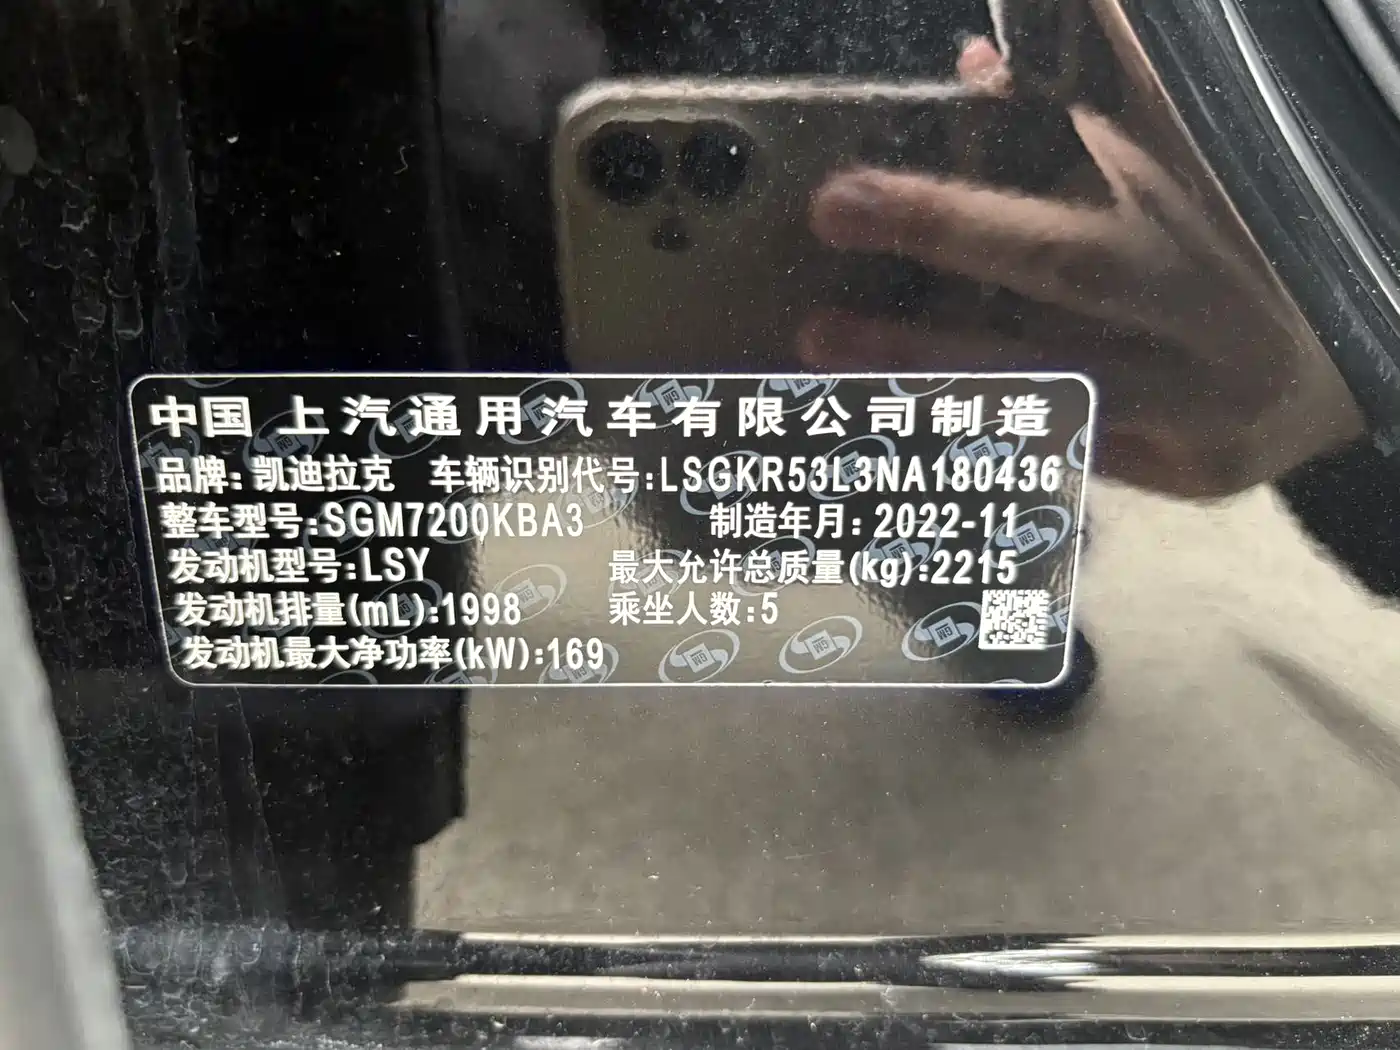 中国 上汽通用汽车有限公司制造
品牌: 凯迪拉克 车辆识别代号:LSGKR53L3NA180436
整车型号:SGM7200KBA3 制造年月: 2022-11
发动机型号:LSY 最大允许总质量(kg):2215
发动机排量(mL):1998 乘坐人数:5
发动机最大净功率(kW):169